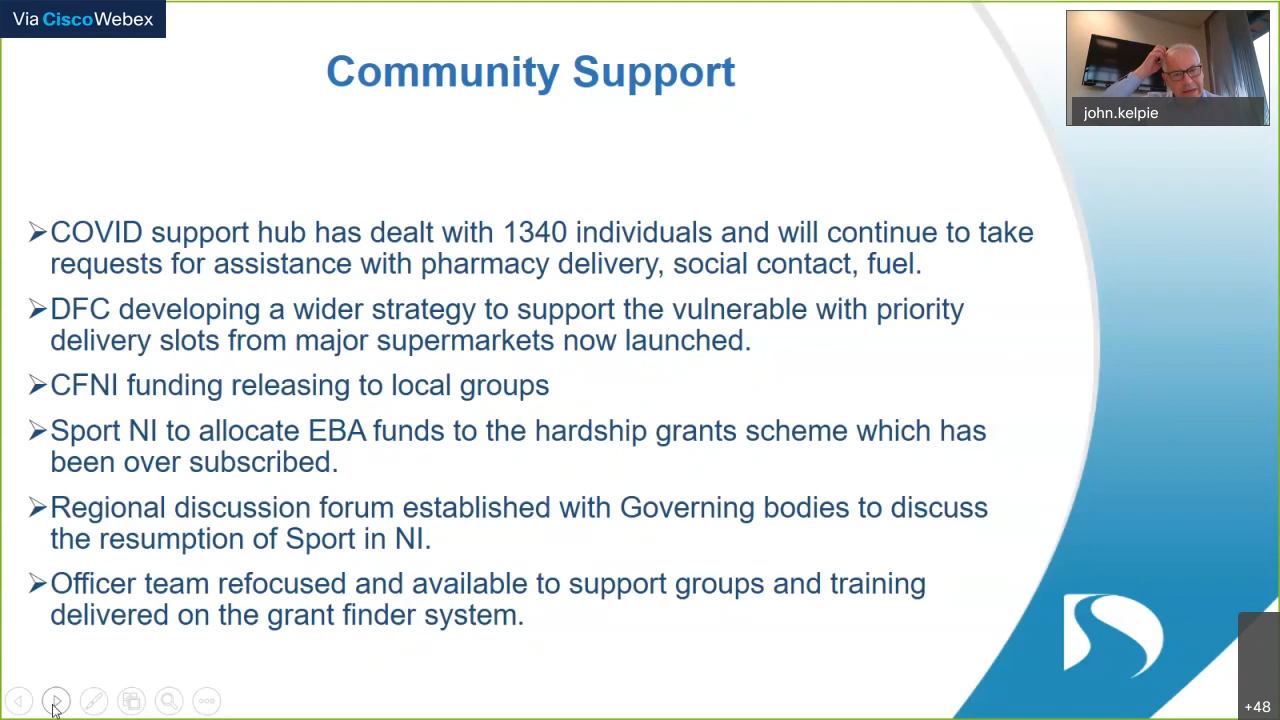 Via CiscoWebex
Community Support
john.kelpie
➢COVID support hub has dealt with 1340 individuals and will continue to take
requests for assistance with pharmacy delivery, social contact, fuel.
➢DFC developing a wider strategy to support the vulnerable with priority
delivery slots from major supermarkets now launched.
➢CFNI funding releasing to local groups
➢Sport NI to allocate EBA funds to the hardship grants scheme which has
been over subscribed.
➢Regional discussion forum established with Governing bodies to discuss
the resumption of Sport in NI.
➢Officer team refocused and available to support groups and training
delivered on the grant finder system.
+48